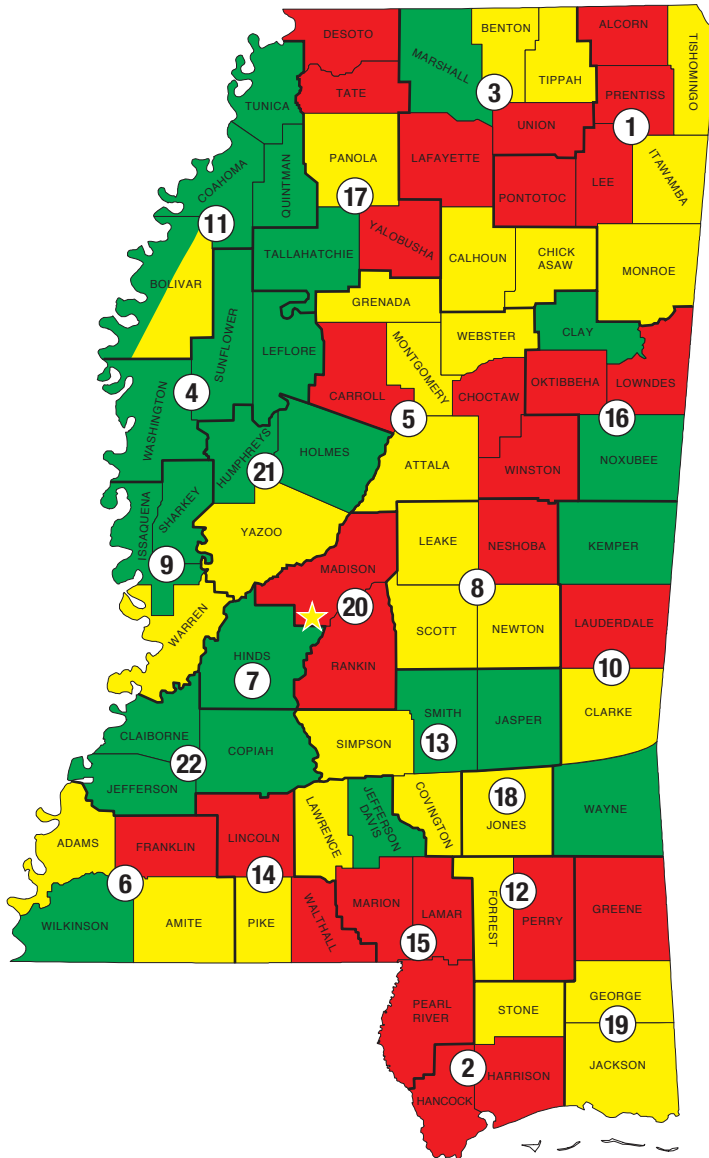 DESOTO
MARSHALL
BENTON
TIPPAH
ALCORN
TISHOMINGO
TUNICA
TATE
3
UNION
PRENTISS
1
COAHOMA
QUINTMAN
PANOLA
17
LAFAYETTE
PONTOTOC
LEE
ITAWAMBA
11
BOLIVAR
TALLAHATCHIE
YALOBUSHA
CALHOUN
CHICK
ASAW
MONROE
SUNFLOWER
LEFLORE
GRENADA
WEBSTER
CLAY
WASHINGTON
4
CARROLL
MONTGOMERY
5
CHOCTAW
OKTIBBEHA
LOWNDES
16
HUMPHREYS
21
HOLMES
ATTALA
WINSTON
NOXUBEE
ISSAQUENA
SHARKEY
9
YAZOO
LEAKE
NESHOBA
KEMPER
MADISON
20
8
WARREN
HINDS
7
RANKIN
SCOTT
NEWTON
LAUDERDALE
10
CLAIBORNE
COPIAH
22
JEFFERSON
SIMPSON
SMITH
13
JASPER
CLARKE
ADAMS
FRANKLIN
LINCOLN
LAWRENCE
JEFFERSON
DAVIS
COVINGTON
18
JONES
WAYNE
6
14
WILKINSON
AMITE
PIKE
WALTHALL
MARION
LAMAR
15
FORREST
12
PERRY
GREENE
PEARL
RIVER
STONE
GEORGE
19
JACKSON
2
HANCOCK
HARRISON